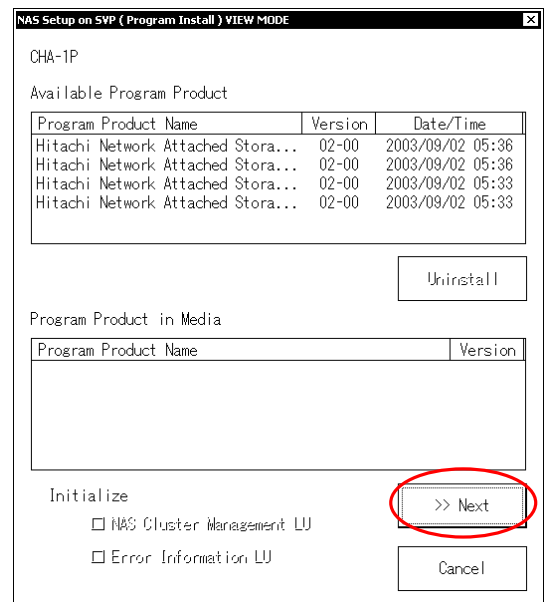 NAS Setup on SVP ( Program Install ) VIEW MODE
CHA-1P
Available Program Product
Program Product Name Version Date/Time
Hitachi Network Attached Stora... 02-00 2003/09/02 05:36
Hitachi Network Attached Stora... 02-00 2003/09/02 05:36
Hitachi Network Attached Stora... 02-00 2003/09/02 05:33
Hitachi Network Attached Stora... 02-00 2003/09/02 05:33
Uninstall
Program Product in Media
Program Product Name Version
Initialize
NAS Cluster Management LU
Error Information LU
>> Next
Cancel